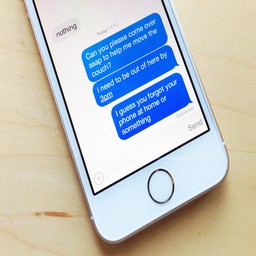 nothing
Today
Can you please come over
asap to help me move the
couch?
I need to be out of here by
3pm
I guess you forgot your
phone at home or
something
Send